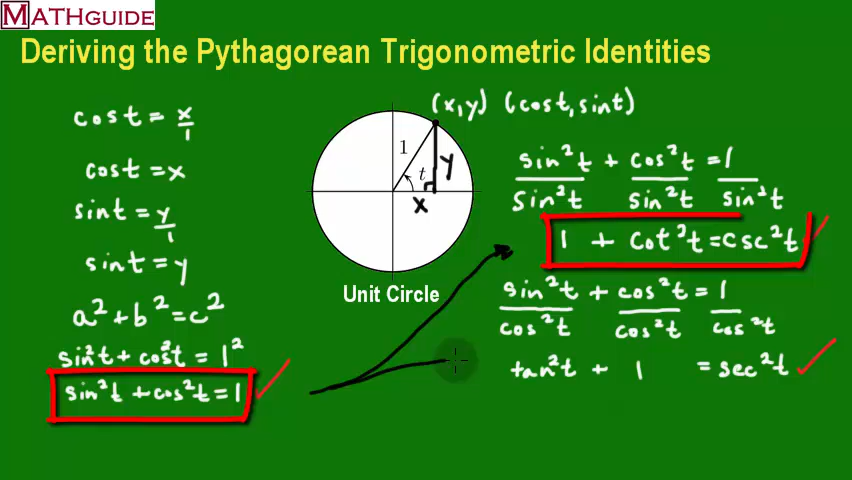 MATHGUIDE
Deriving the Pythagorean Trigonometric Identities
cos t = x/1
cos t = x
sin t = y/1
sin t = y
a² + b² = c²
sin²t + cos²t = 1²
sin²t + cos²t = 1
(x,y) (cost, sint)
1
t
y
x
Unit Circle
sin²t/sin²t + cos²t/sin²t = 1/sin²t
1 + cot²t = csc²t
sin²t/cos²t + cos²t/cos²t = 1/cos²t
tan²t + 1 = sec²t